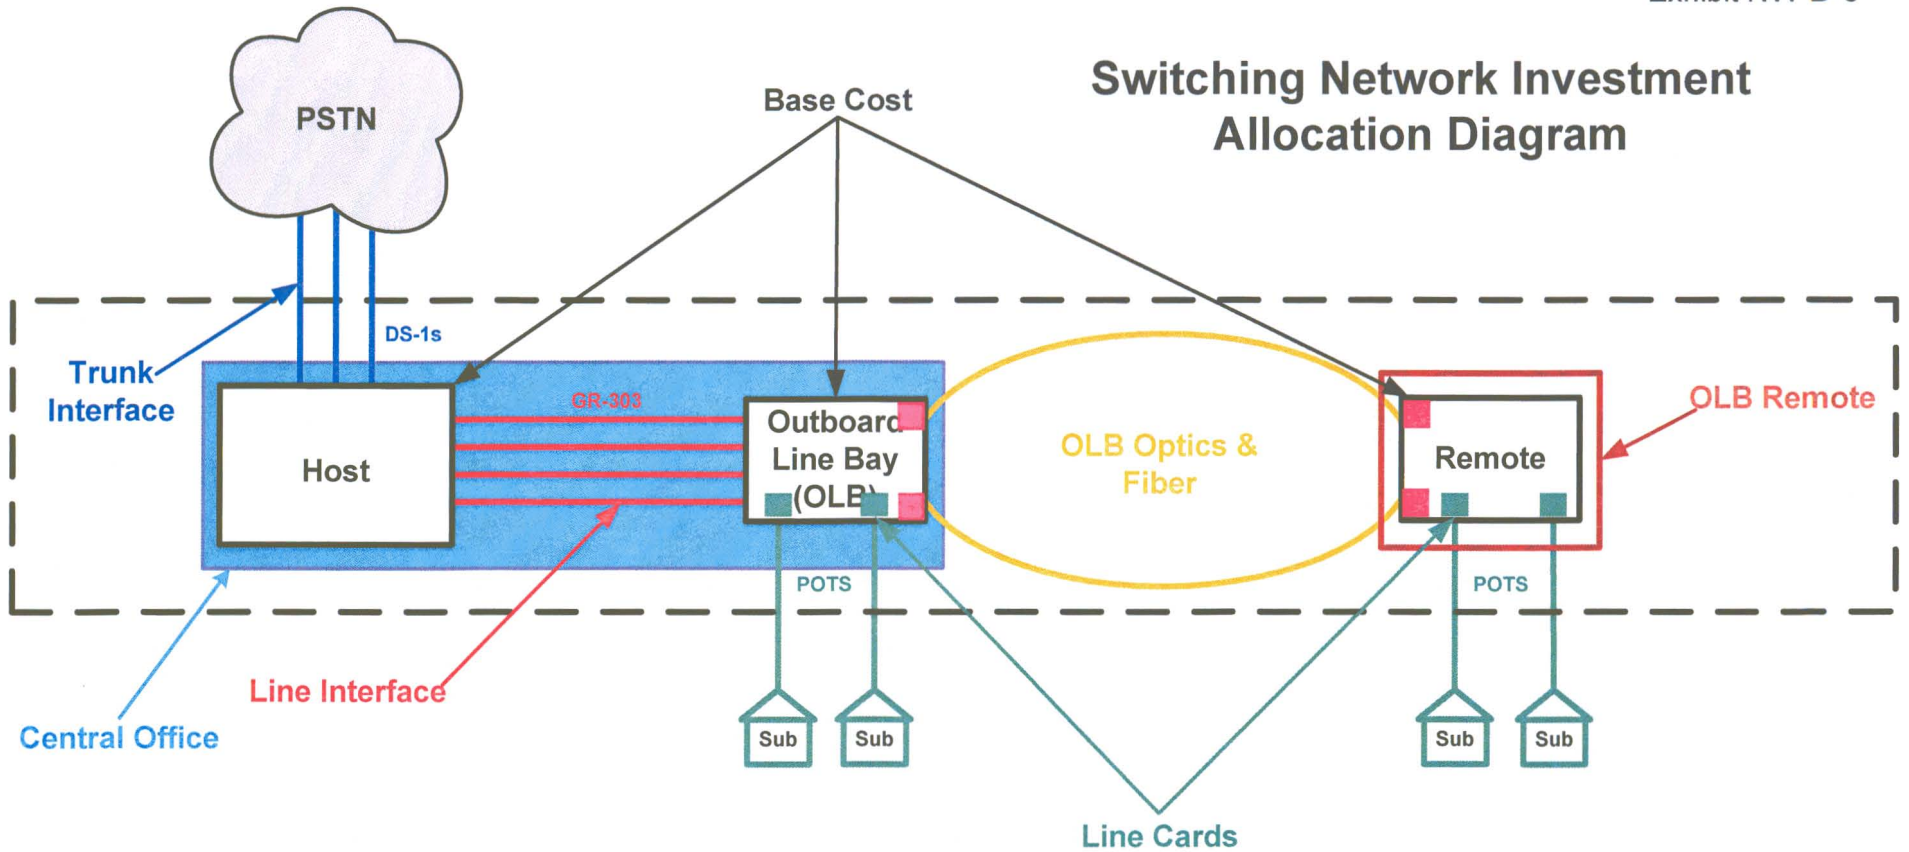 Switching Network Investment
Allocation Diagram
PSTN
Base Cost
DS-1s
Trunk
Interface
GR-303
Host
Outboard
Line Bay
(OLB)
OLB Optics &
Fiber
Remote
OLB Remote
POTS
POTS
Line Interface
Central Office
Sub
Sub
Sub
Sub
Line Cards